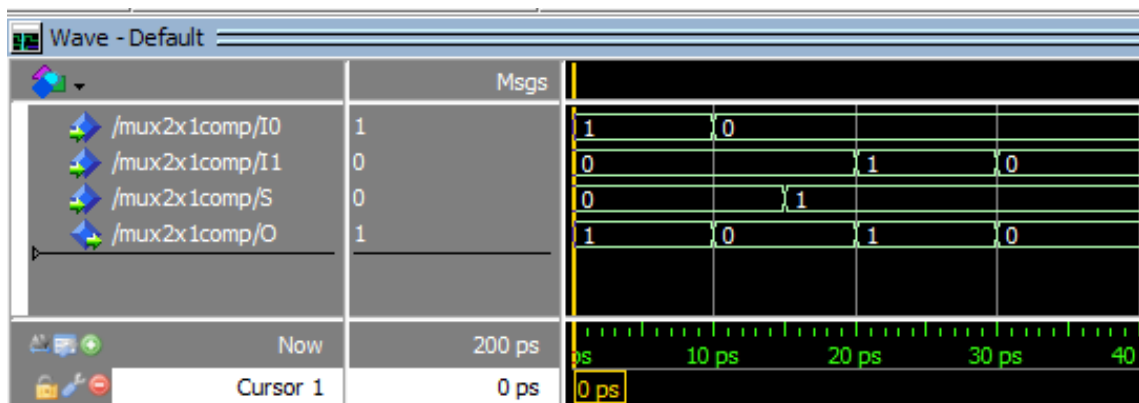 Wave - Default
Msgs
/mux2x1comp/I0 1 1 0
/mux2x1comp/I1 0 0 1 0
/mux2x1comp/S 0 0 1
/mux2x1comp/O 1 1 0 1 0
Now 200 ps ps 10 ps 20 ps 30 ps 40
Cursor 1 0 ps 0 ps